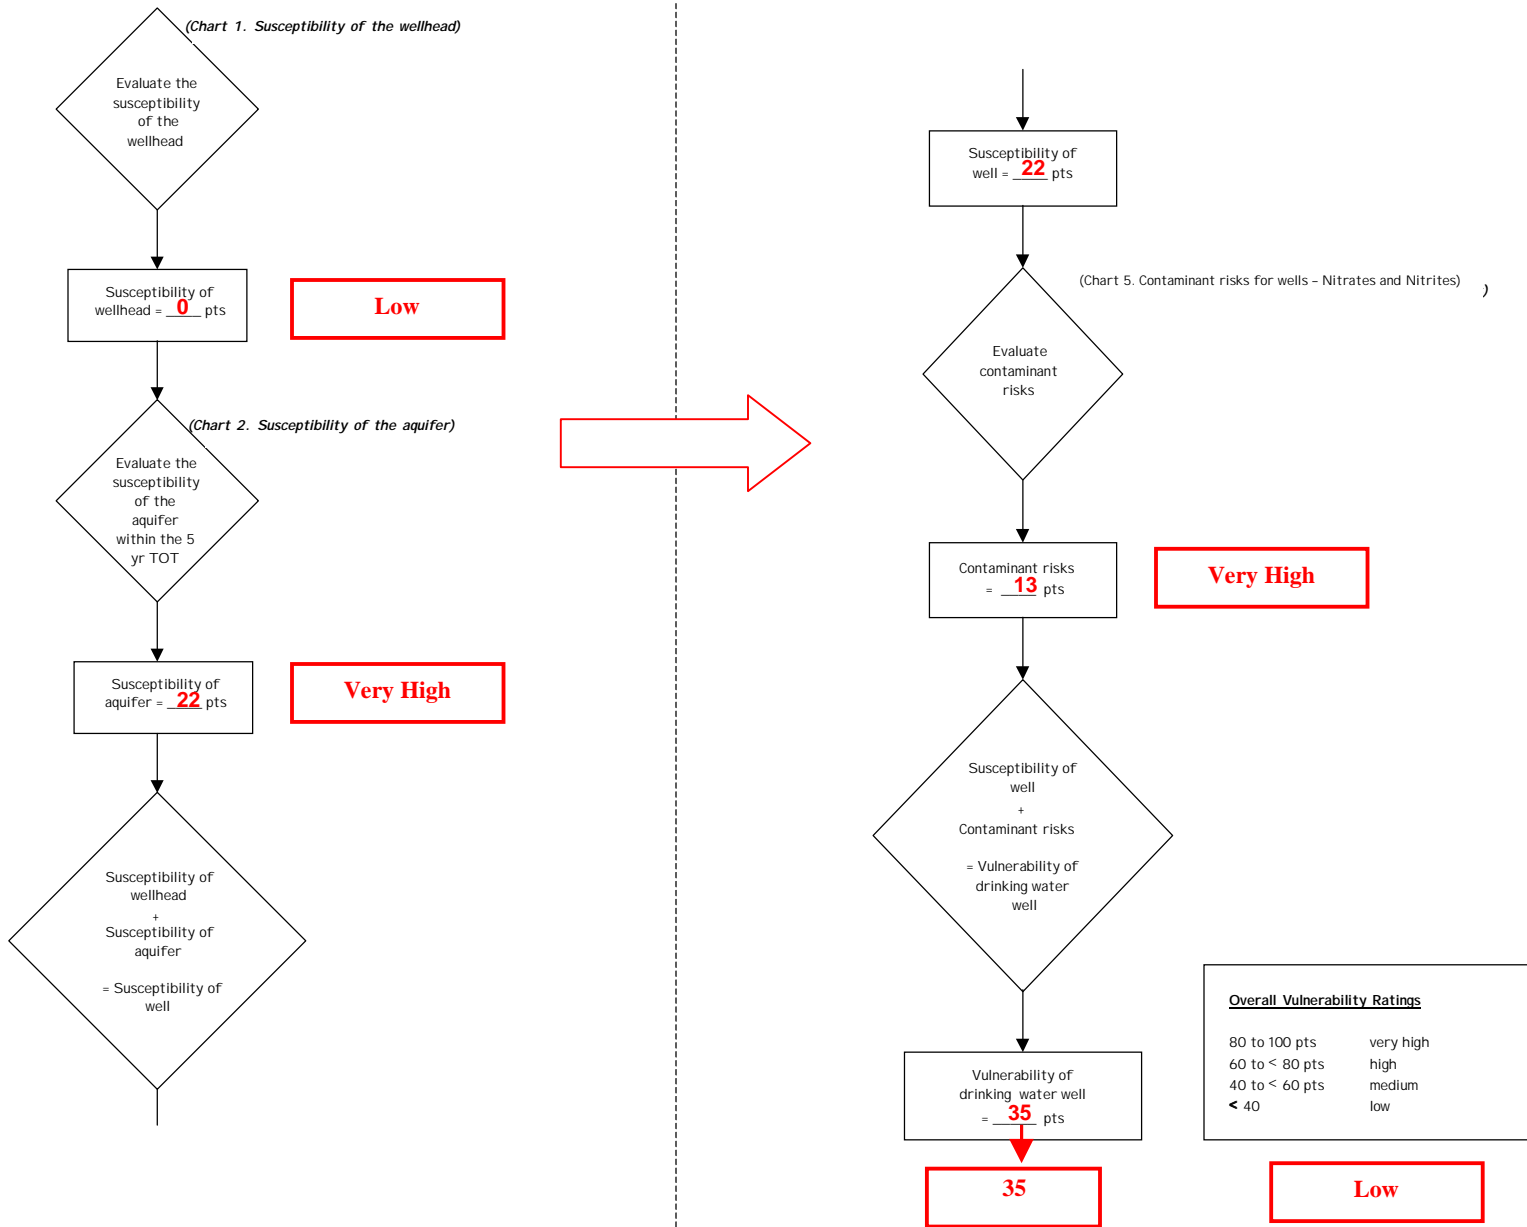 (Chart 1. Susceptibility of the wellhead)
Evaluate the
susceptibility
of the
wellhead
Susceptibility of
wellhead = 0 pts
Low
(Chart 2. Susceptibility of the aquifer)
Evaluate the
susceptibility
of the
aquifer
within the 5
yr TOT
Susceptibility of
aquifer = 22 pts
Very High
Susceptibility of
wellhead
+
Susceptibility of
aquifer
= Susceptibility of
well
Susceptibility of
well = 22 pts
(Chart 5. Contaminant risks for wells – Nitrates and Nitrites)
)
Evaluate
contaminant
risks
Contaminant risks
= 13 pts
Very High
Susceptibility of
well
+
Contaminant risks
= Vulnerability of
drinking water
well
Vulnerability of
drinking water well
= 35 pts
35
Overall Vulnerability Ratings
80 to 100 pts very high
60 to < 80 pts high
40 to < 60 pts medium
< 40 low
Low